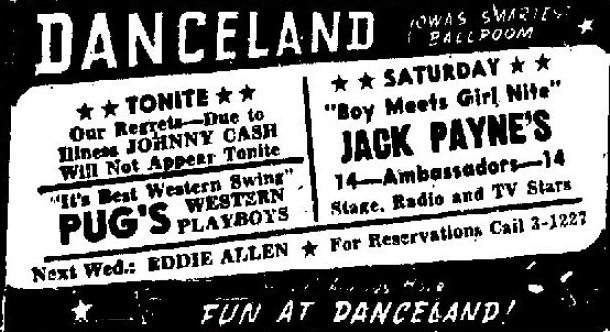 DANCELAND
IOWAS SMARTEST
BALLROOM
★ ★ TONITE ★ ★
Our Regrets—Due to
Illness JOHNNY CASH
Will Not Appear Tonite
"It's Best Western Swing"
PUG'S WESTERN
PLAYBOYS
★ ★ SATURDAY ★ ★
"Boy Meets Girl Nite"
JACK PAYNE'S
14—Ambassadors—14
Stage, Radio and TV Stars
Next Wed.: EDDIE ALLEN ★ For Reservations Call 3-1227
FUN AT DANCELAND!